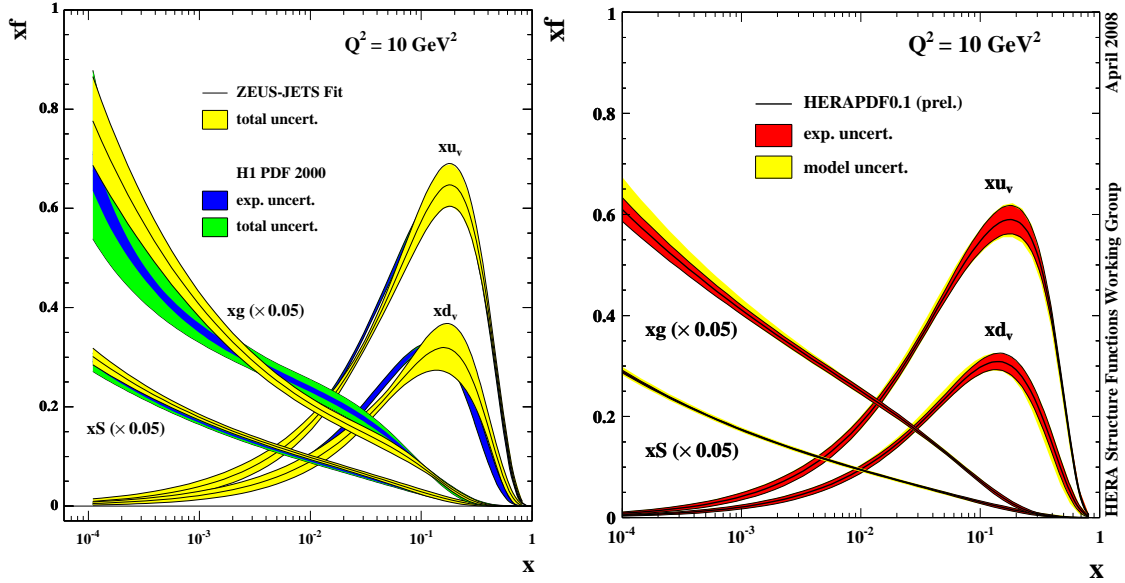 xf
1
0.8
0.6
0.4
0.2
0
Q² = 10 GeV²
ZEUS-JETS Fit
total uncert.
H1 PDF 2000
exp. uncert.
total uncert.
xuᵥ
xdᵥ
xg (× 0.05)
xS (× 0.05)
10⁻⁴
10⁻³
10⁻²
10⁻¹
1
x
xf
1
0.8
0.6
0.4
0.2
0
Q² = 10 GeV²
HERAPDF0.1 (prel.)
exp. uncert.
model uncert.
xuᵥ
xdᵥ
xg (× 0.05)
xS (× 0.05)
10⁻⁴
10⁻³
10⁻²
10⁻¹
1
x
HERA Structure Functions Working Group April 2008